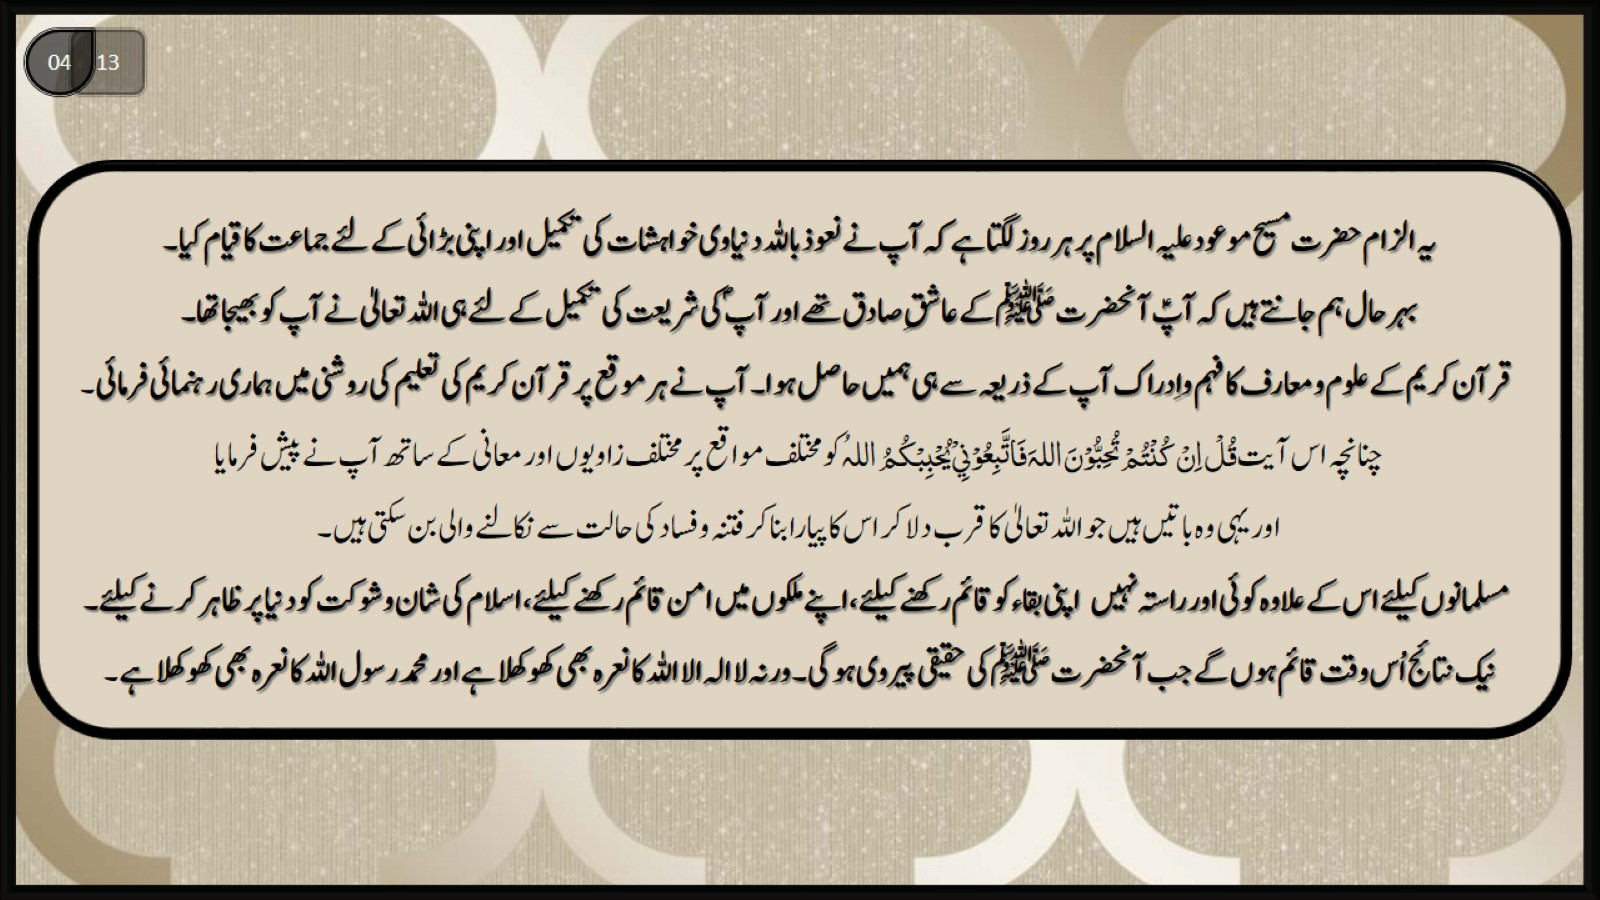 04 13
یہ الزام حضرت مسیح موعود علیہ السلام پر ہر روز لگتا ہے کہ آپ نے نعوذ باللہ دنیاوی خواہشات کی تکمیل اور اپنی بڑائی کے لئے جماعت کا قیام کیا۔
بہر حال ہم جانتے ہیں کہ آپؑ آنحضرت ﷺ کے عاشقِ صادق تھے اور آپؐ کی شریعت کی تکمیل کے لئے ہی اللہ تعالیٰ نے آپ کو بھیجا تھا۔
قرآن کریم کے علوم و معارف کا فہم و اِدراک آپ کے ذریعہ سے ہی ہمیں حاصل ہوا۔ آپ نے ہر موقع پر قرآن کریم کی تعلیم کی روشنی میں ہماری رہنمائی فرمائی۔
چنانچہ اس آیت قُلْ اِنْ كُنْتُمْ تُحِبُّوْنَ اللہَ فَاتَّبِعُوْنِيْ يُحْبِبْكُمُ اللہُ کو مختلف مواقع پر مختلف زاویوں اور معانی کے ساتھ آپ نے پیش فرمایا
اور یہی وہ باتیں ہیں جو اللہ تعالیٰ کا قرب دلا کر اس کا پیارا بنا کر فتنہ و فساد کی حالت سے نکالنے والی بن سکتی ہیں۔
مسلمانوں کیلئے اس کے علاوہ کوئی اور راستہ نہیں اپنی بقاء کو قائم رکھنے کیلئے، اپنے ملکوں میں امن قائم رکھنے کیلئے، اسلام کی شان و شوکت کو دنیا پر ظاہر کرنے کیلئے۔
نیک نتائج اُس وقت قائم ہوں گے جب آنحضرت ﷺ کی حقیقی پیروی ہو گی۔ ورنہ لا الہ الا اللہ کا نعرہ بھی کھوکھلا ہے اور محمد رسول اللہ کا نعرہ بھی کھوکھلا ہے۔